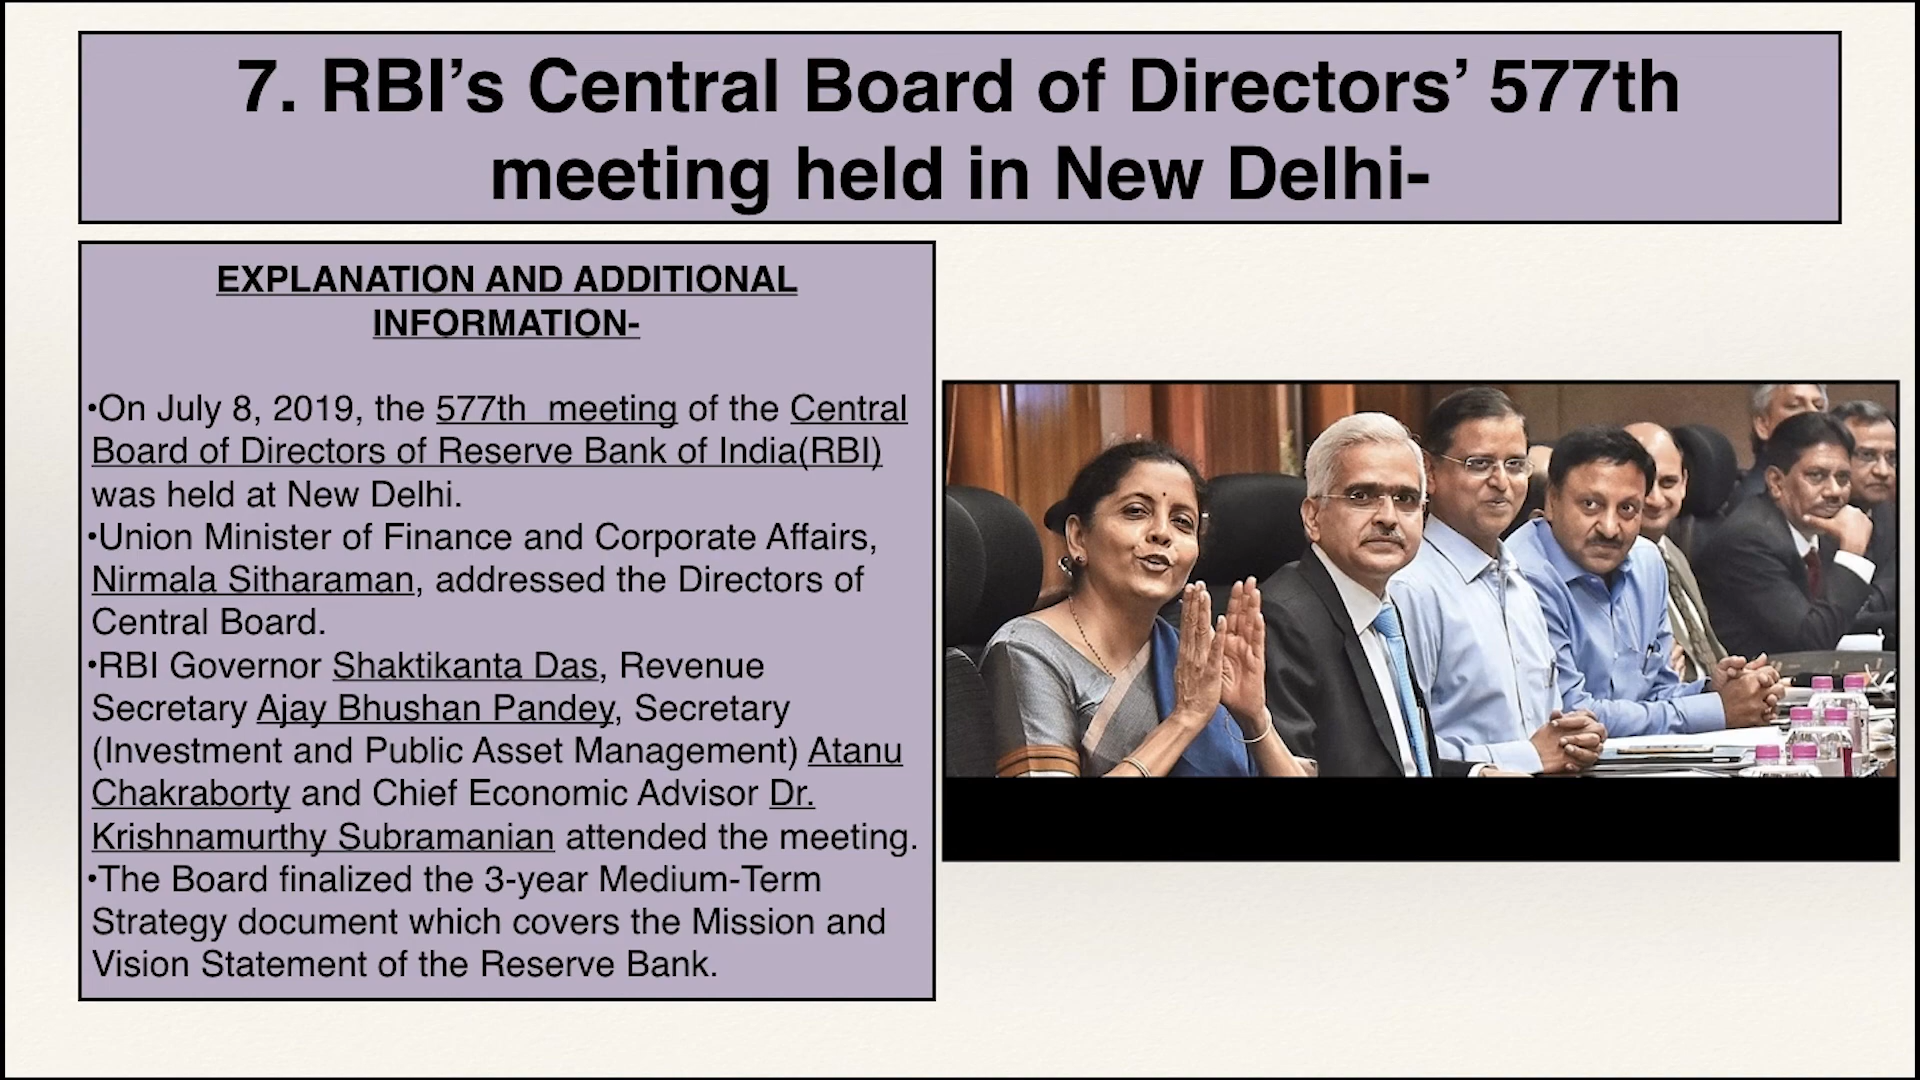 7. RBI’s Central Board of Directors’ 577th
meeting held in New Delhi-
EXPLANATION AND ADDITIONAL
INFORMATION-
•On July 8, 2019, the 577th  meeting of the Central
Board of Directors of Reserve Bank of India(RBI)
was held at New Delhi.
•Union Minister of Finance and Corporate Affairs,
Nirmala Sitharaman, addressed the Directors of
Central Board.
•RBI Governor Shaktikanta Das, Revenue
Secretary Ajay Bhushan Pandey, Secretary
(Investment and Public Asset Management) Atanu
Chakraborty and Chief Economic Advisor Dr.
Krishnamurthy Subramanian attended the meeting.
•The Board finalized the 3-year Medium-Term
Strategy document which covers the Mission and
Vision Statement of the Reserve Bank.